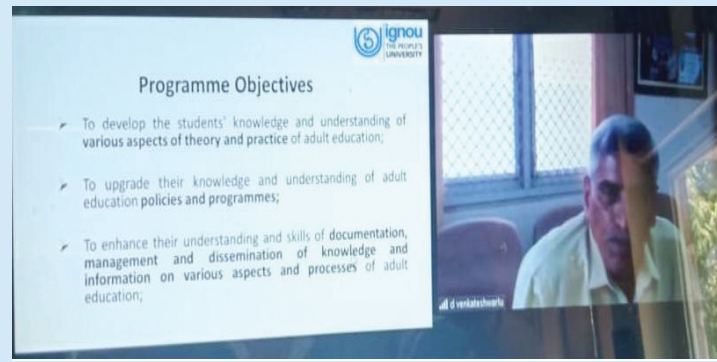 ignou
THE PEOPLE'S
UNIVERSITY
Programme Objectives
➢ To develop the students' knowledge and understanding of
various aspects of theory and practice of adult education;
➢ To upgrade their knowledge and understanding of adult
education policies and programmes;
➢ To enhance their understanding and skills of documentation,
management and dissemination of knowledge and
information on various aspects and processes of adult
education;
d venkateshwarlu